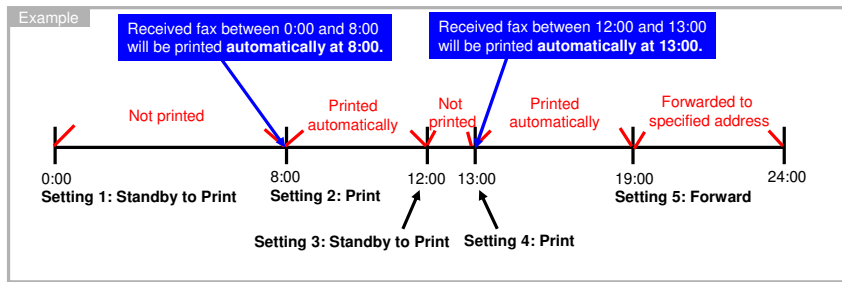 Example
Received fax between 0:00 and 8:00
will be printed automatically at 8:00.
Received fax between 12:00 and 13:00
will be printed automatically at 13:00.
Not printed
Printed
automatically
Not
printed
Printed
automatically
Forwarded to
specified address
0:00
8:00
12:00
13:00
19:00
24:00
Setting 1: Standby to Print
Setting 2: Print
Setting 5: Forward
Setting 3: Standby to Print
Setting 4: Print